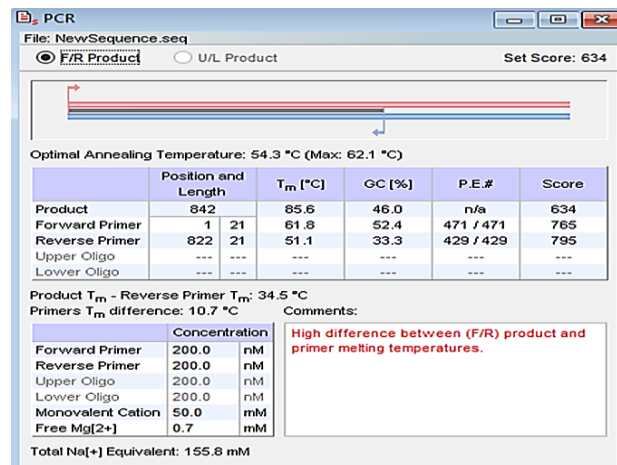 PCR
File: NewSequence.seq
F/R Product U/L Product Set Score: 634
Optimal Annealing Temperature: 54.3 °C (Max: 62.1 °C)
Position and Length Tm [°C] GC [%] P.E.# Score
Product 842 85.6 46.0 n/a 634
Forward Primer 1 21 61.8 52.4 471 / 471 765
Reverse Primer 822 21 51.1 33.3 429 / 429 795
Upper Oligo --- --- --- --- --- ---
Lower Oligo --- --- --- --- --- ---
Product Tm - Reverse Primer Tm: 34.5 °C
Primers Tm difference: 10.7 °C Comments:
Concentration
Forward Primer 200.0 nM
Reverse Primer 200.0 nM
Upper Oligo 200.0 nM
Lower Oligo 200.0 nM
Monovalent Cation 50.0 mM
Free Mg[2+] 0.7 mM
High difference between (F/R) product and
primer melting temperatures.
Total Na[+] Equivalent: 155.8 mM